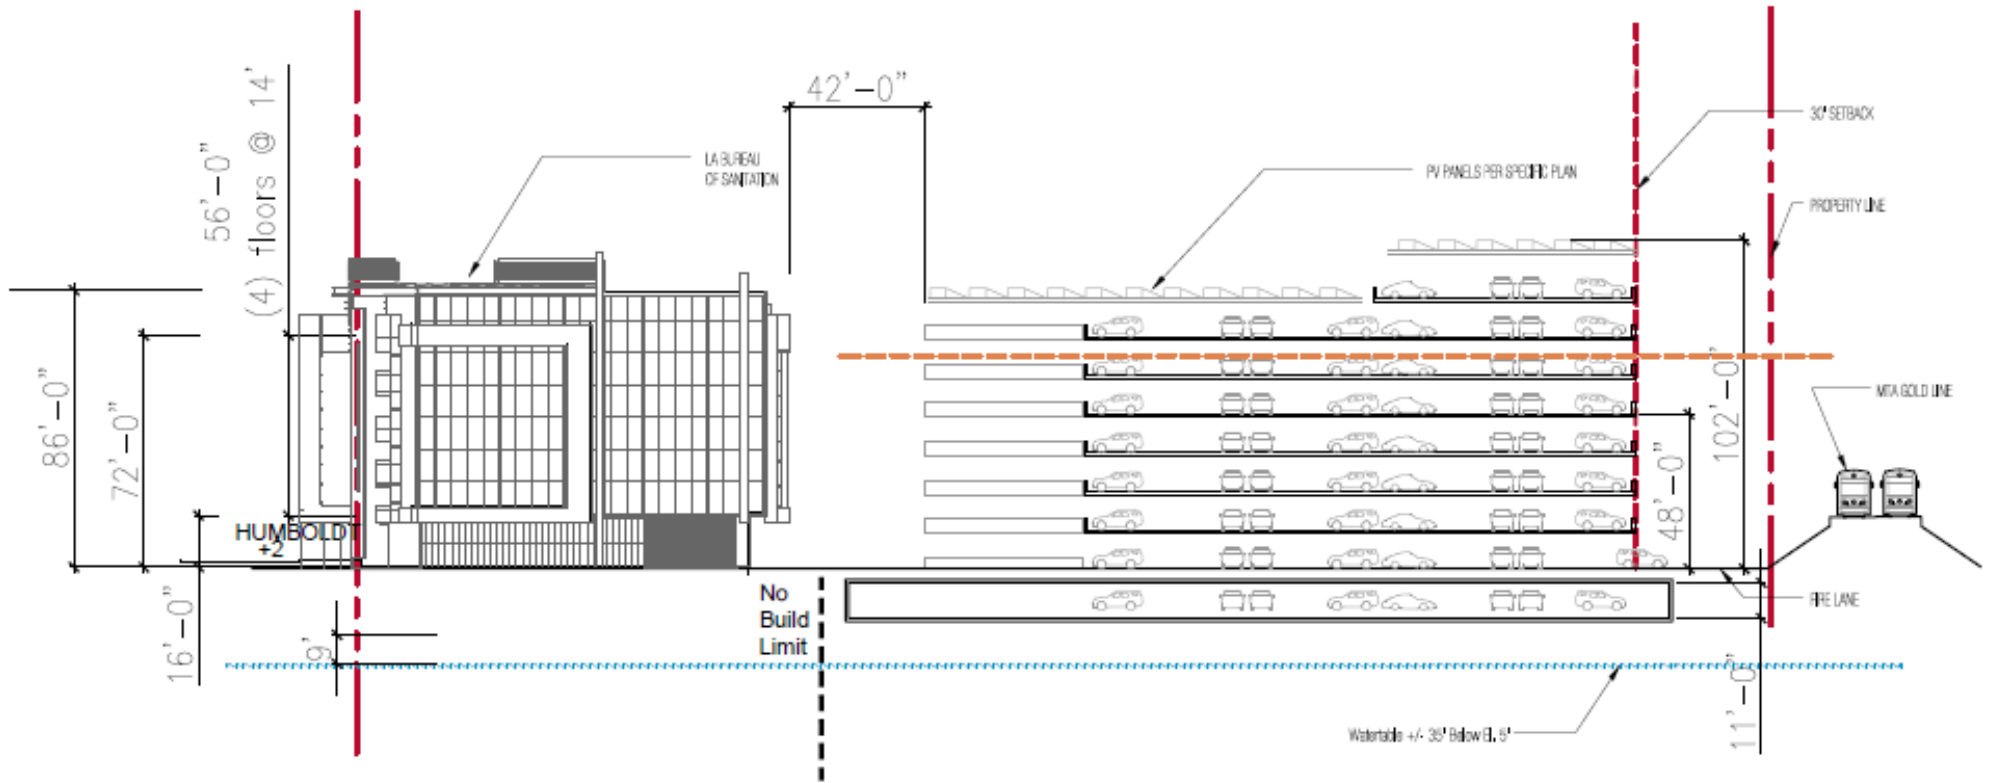 42'-0"
56'-0"
(4) floors @ 14'
LA BUREAU
OF SANITATION
30' SETBACK
PV PANELS PER SPECIFIC PLAN
PROPERTY LINE
86'-0"
72'-0"
102'-0"
MTA GOLD LINE
48'-0"
HUMBOLDT
+2'
No
Build
Limit
FIRE LANE
16'-0"
9'
11'-0"
Watertable +/- 35' Below El. 5'